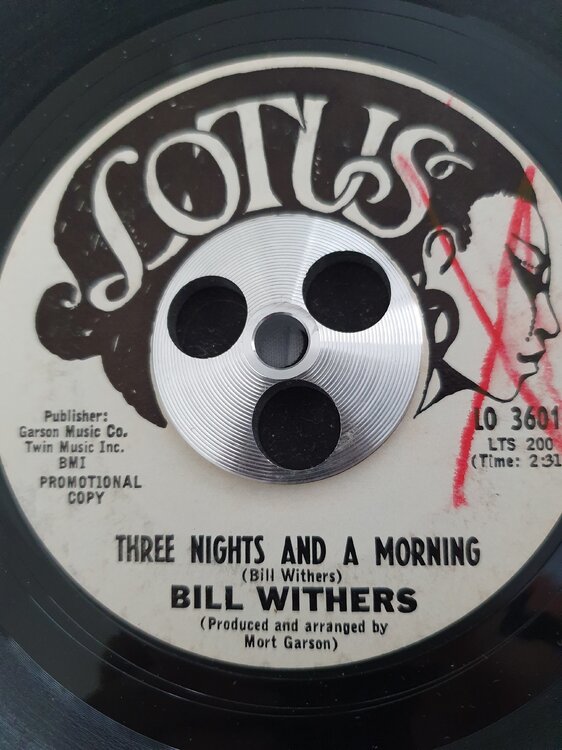 LOTUS
Publisher:
Garson Music Co.
Twin Music Inc.
BMI
PROMOTIONAL
COPY
LO 3601
LTS 200
(Time: 2:31
THREE NIGHTS AND A MORNING
(Bill Withers)
BILL WITHERS
(Produced and arranged by
Mort Garson)